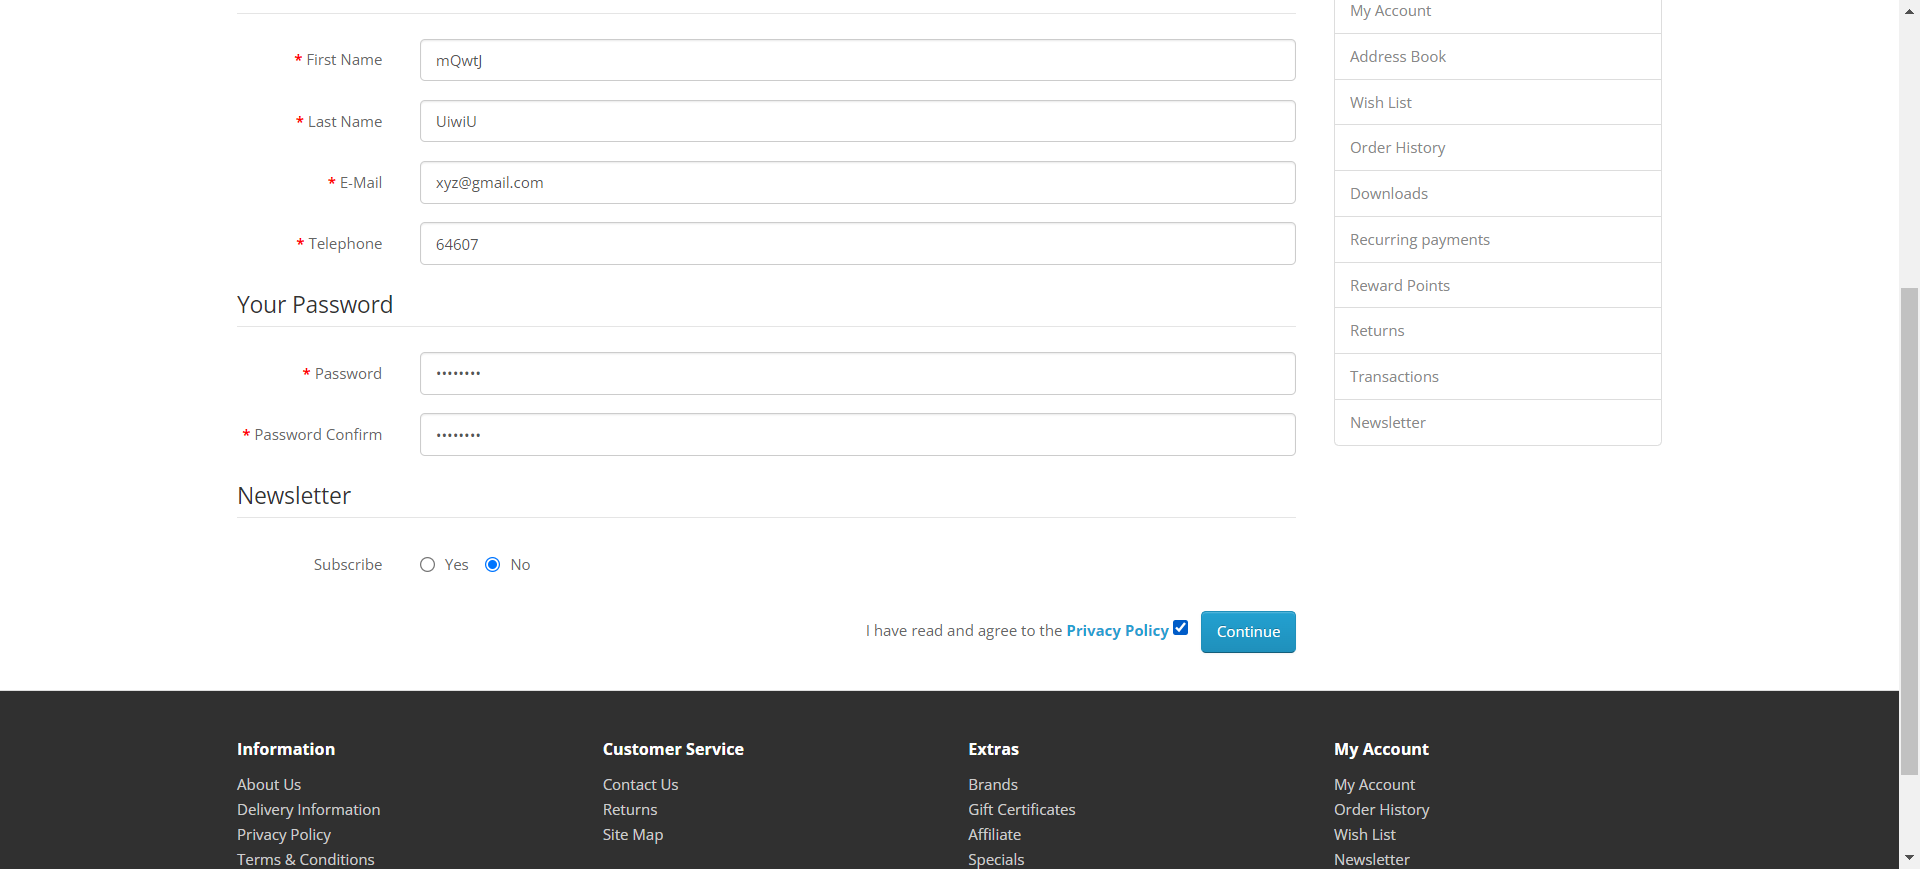 * First Name
mQwtJ
* Last Name
UiwiU
* E-Mail
xyz@gmail.com
* Telephone
64607
Your Password
* Password
••••••••
* Password Confirm
••••••••
Newsletter
Subscribe
Yes
No
I have read and agree to the Privacy Policy
Continue
My Account
Address Book
Wish List
Order History
Downloads
Recurring payments
Reward Points
Returns
Transactions
Newsletter
Information
About Us
Delivery Information
Privacy Policy
Terms & Conditions
Customer Service
Contact Us
Returns
Site Map
Extras
Brands
Gift Certificates
Affiliate
Specials
My Account
My Account
Order History
Wish List
Newsletter